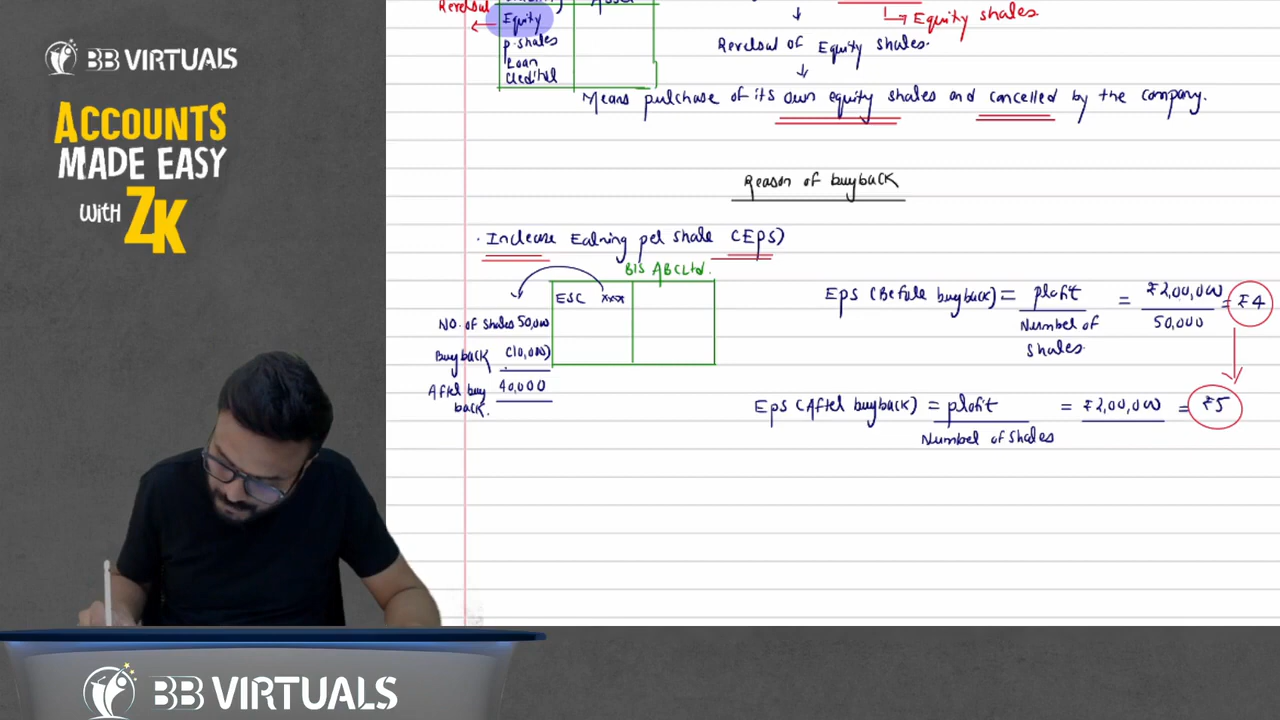 BB VIRTUALS
ACCOUNTS
MADE EASY
WITH ZK
Reversal
Equity
P. shares
Loan
Creditor
Equity shares.
Reversal of Equity shares.
Means purchase of its own equity shares and cancelled by the company.
Reason of buyback
. Increase Earning per share (EPS)
B/S ABC Ltd.
ESC xxx
NO. of shares 50,000
Buyback (10,000)
After buy back. 40,000
Eps (Before buyback) = profit / Number of shares = ₹2,00,000 / 50,000 = ₹4
Eps (After buyback) = profit / Number of shares = ₹2,00,000 = ₹5
BB VIRTUALS